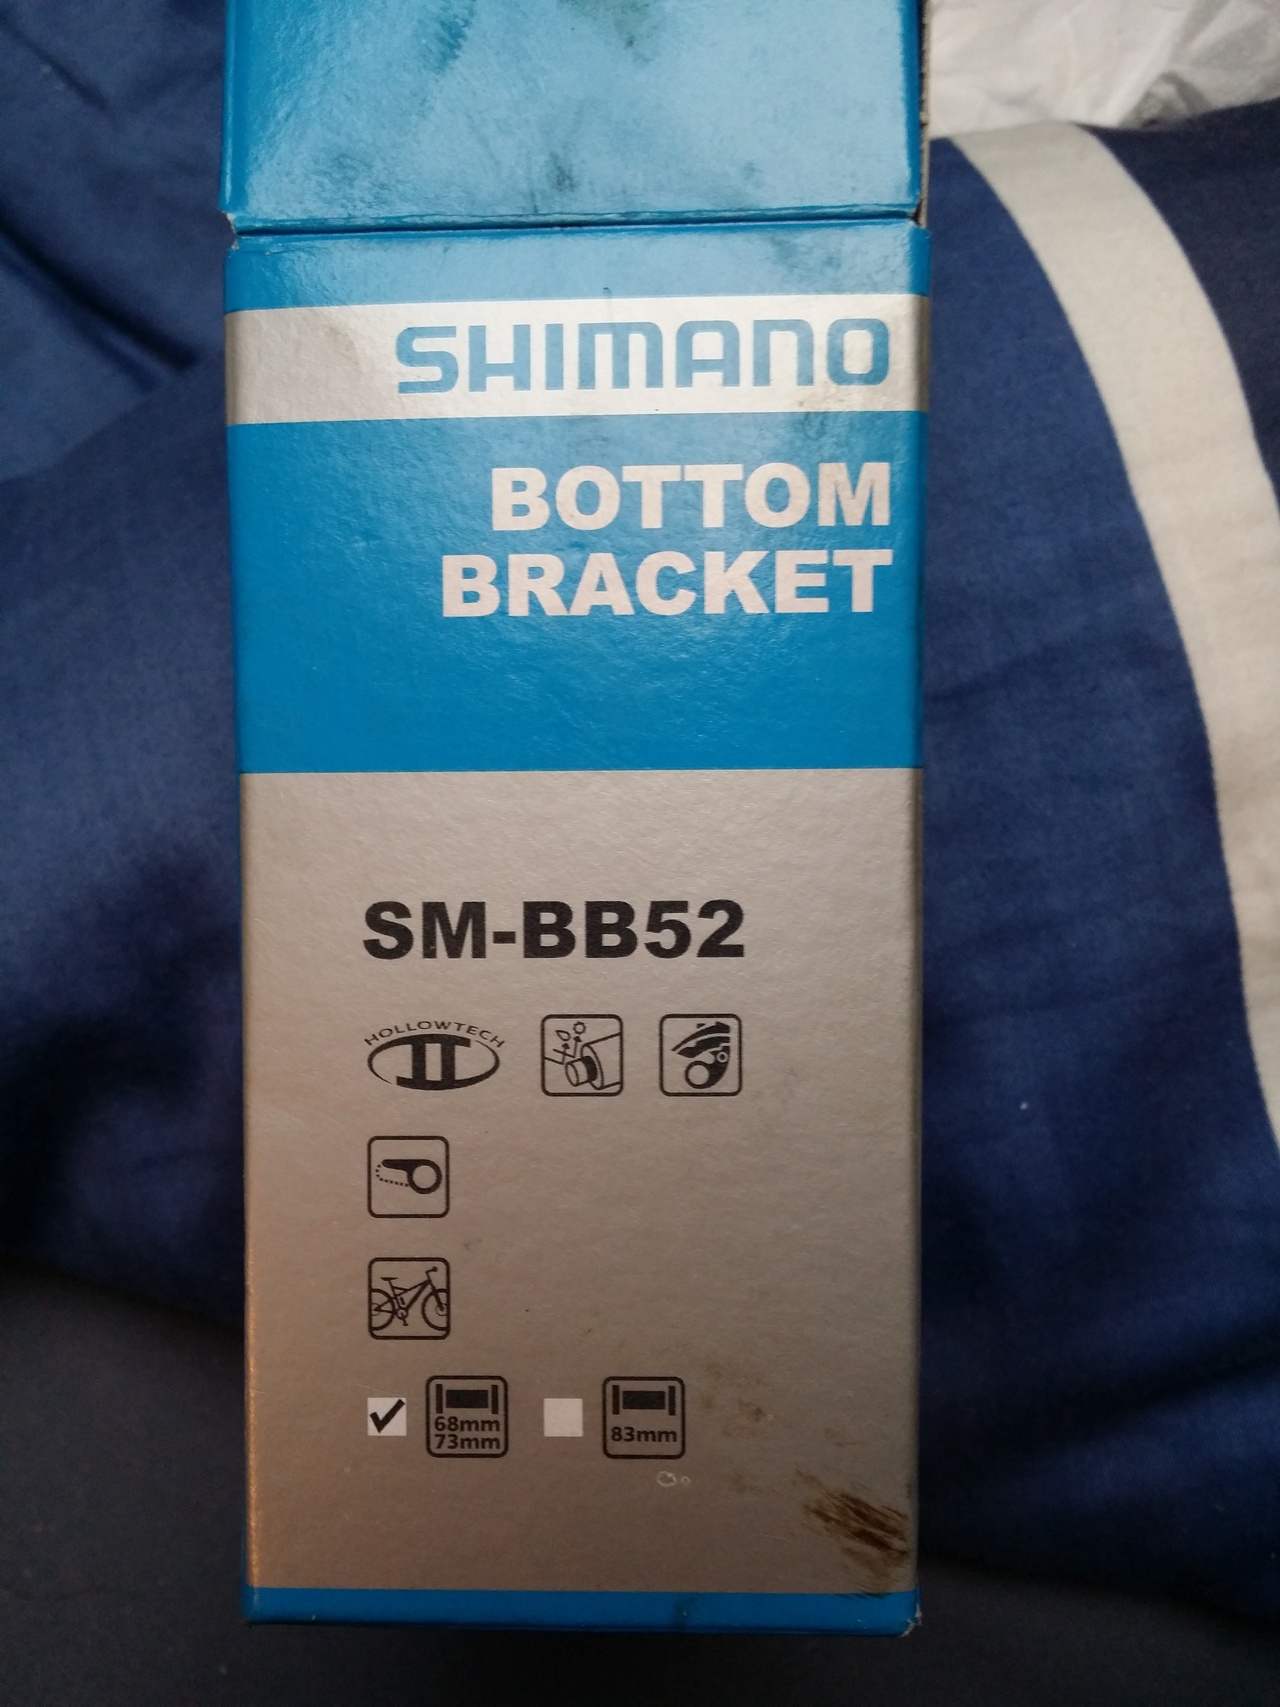 SHIMANO
BOTTOM
BRACKET
SM-BB52
HOLLOWTECH
II
68mm
73mm
83mm